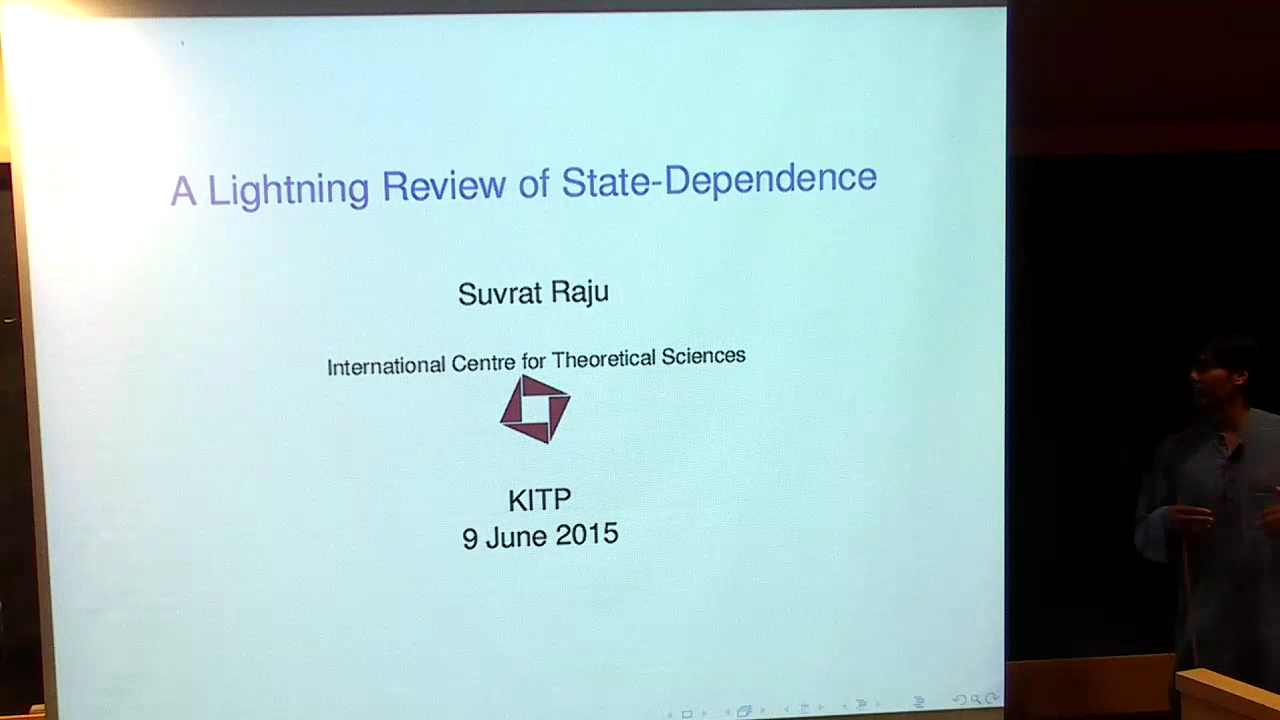 A Lightning Review of State-Dependence
Suvrat Raju
International Centre for Theoretical Sciences
KITP
9 June 2015